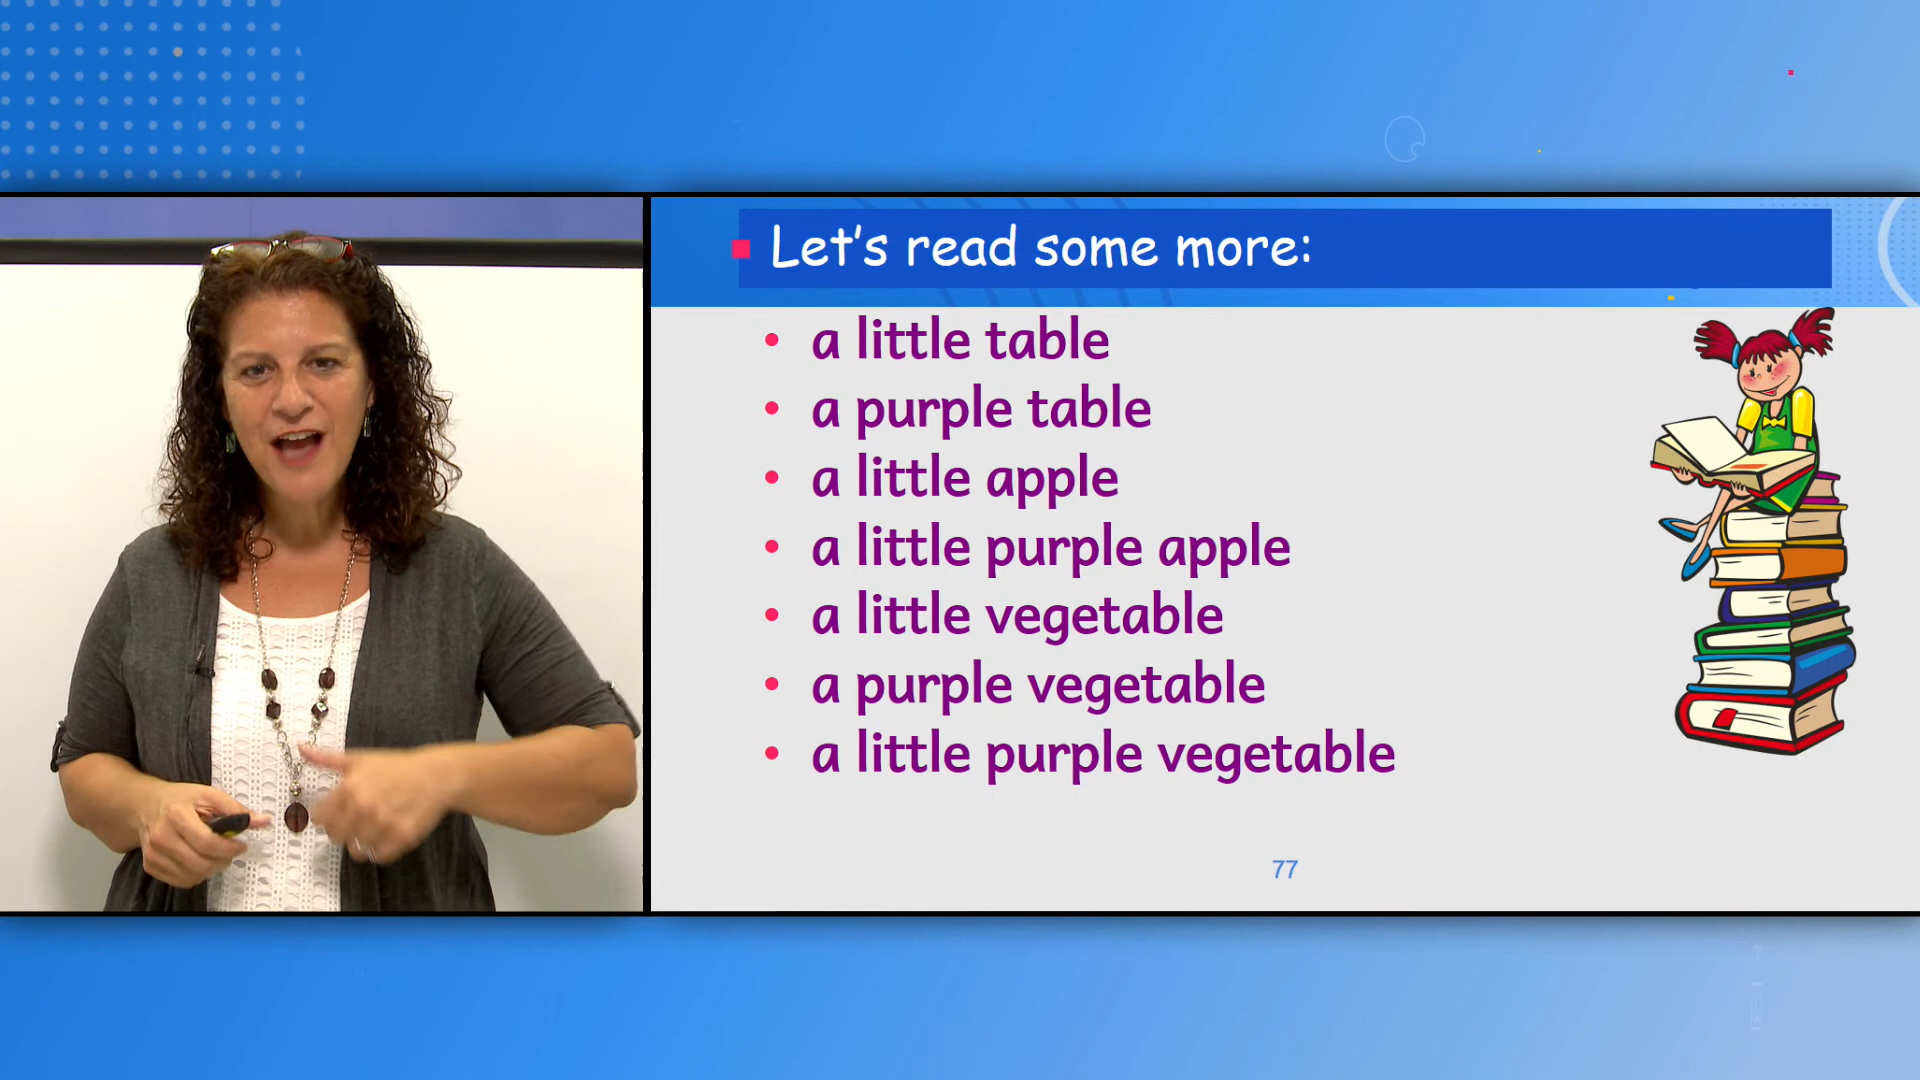 Let's read some more:
a little table
a purple table
a little apple
a little purple apple
a little vegetable
a purple vegetable
a little purple vegetable
77